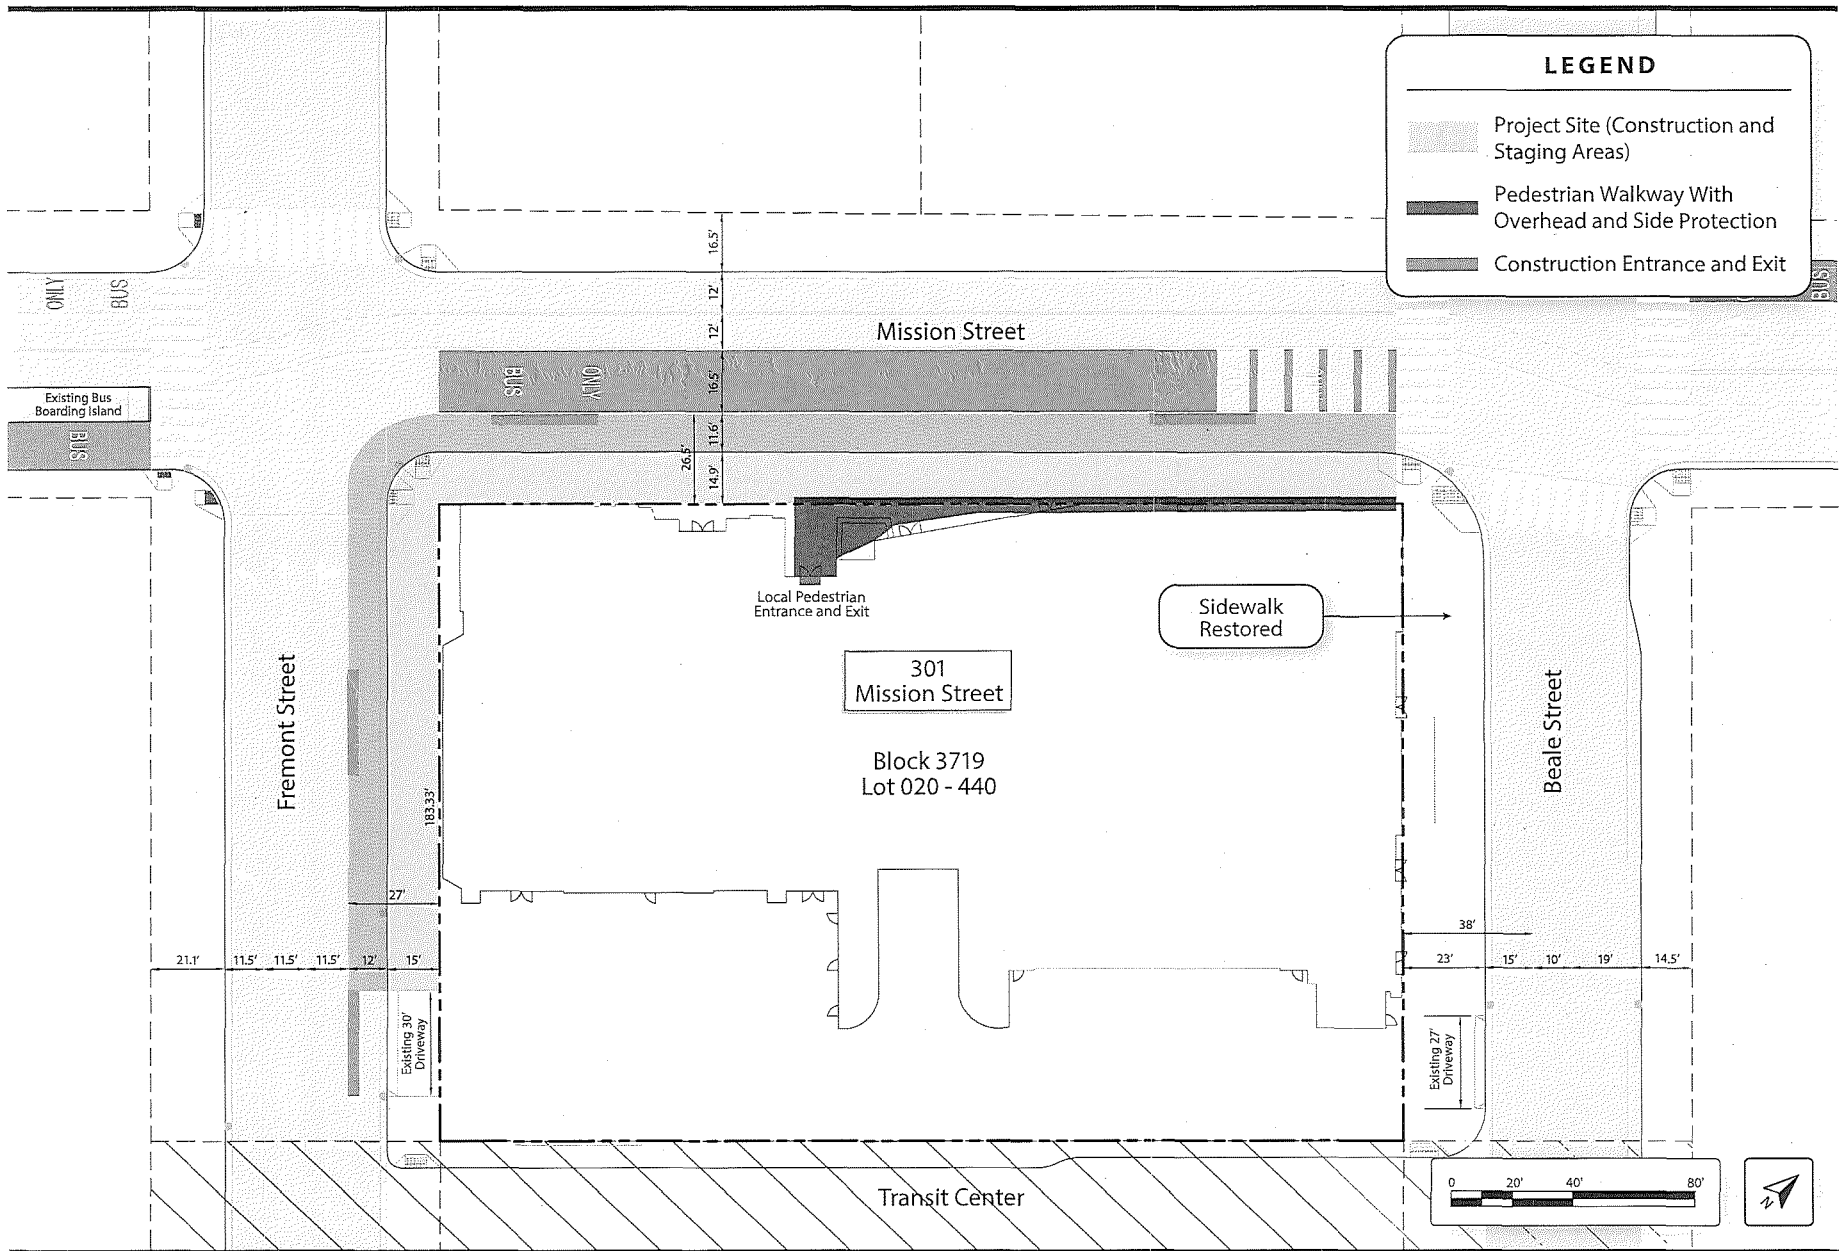 LEGEND
Project Site (Construction and
Staging Areas)
Pedestrian Walkway With
Overhead and Side Protection
Construction Entrance and Exit
ONLY
BUS
BUS
16.5'
12'
12'
Mission Street
BUS
ONLY
16.5'
Existing Bus
Boarding Island
BUS
11.6'
26.5'
14.9'
Local Pedestrian
Entrance and Exit
Sidewalk
Restored
301
Mission Street
Block 3719
Lot 020 - 440
Fremont Street
183.33'
Beale Street
27'
38'
21.1'
11.5'
11.5'
11.5'
12'
15'
23'
15'
10'
19'
14.5'
Existing 30'
Driveway
Existing 27'
Driveway
Transit Center
0
20'
40'
80'
N